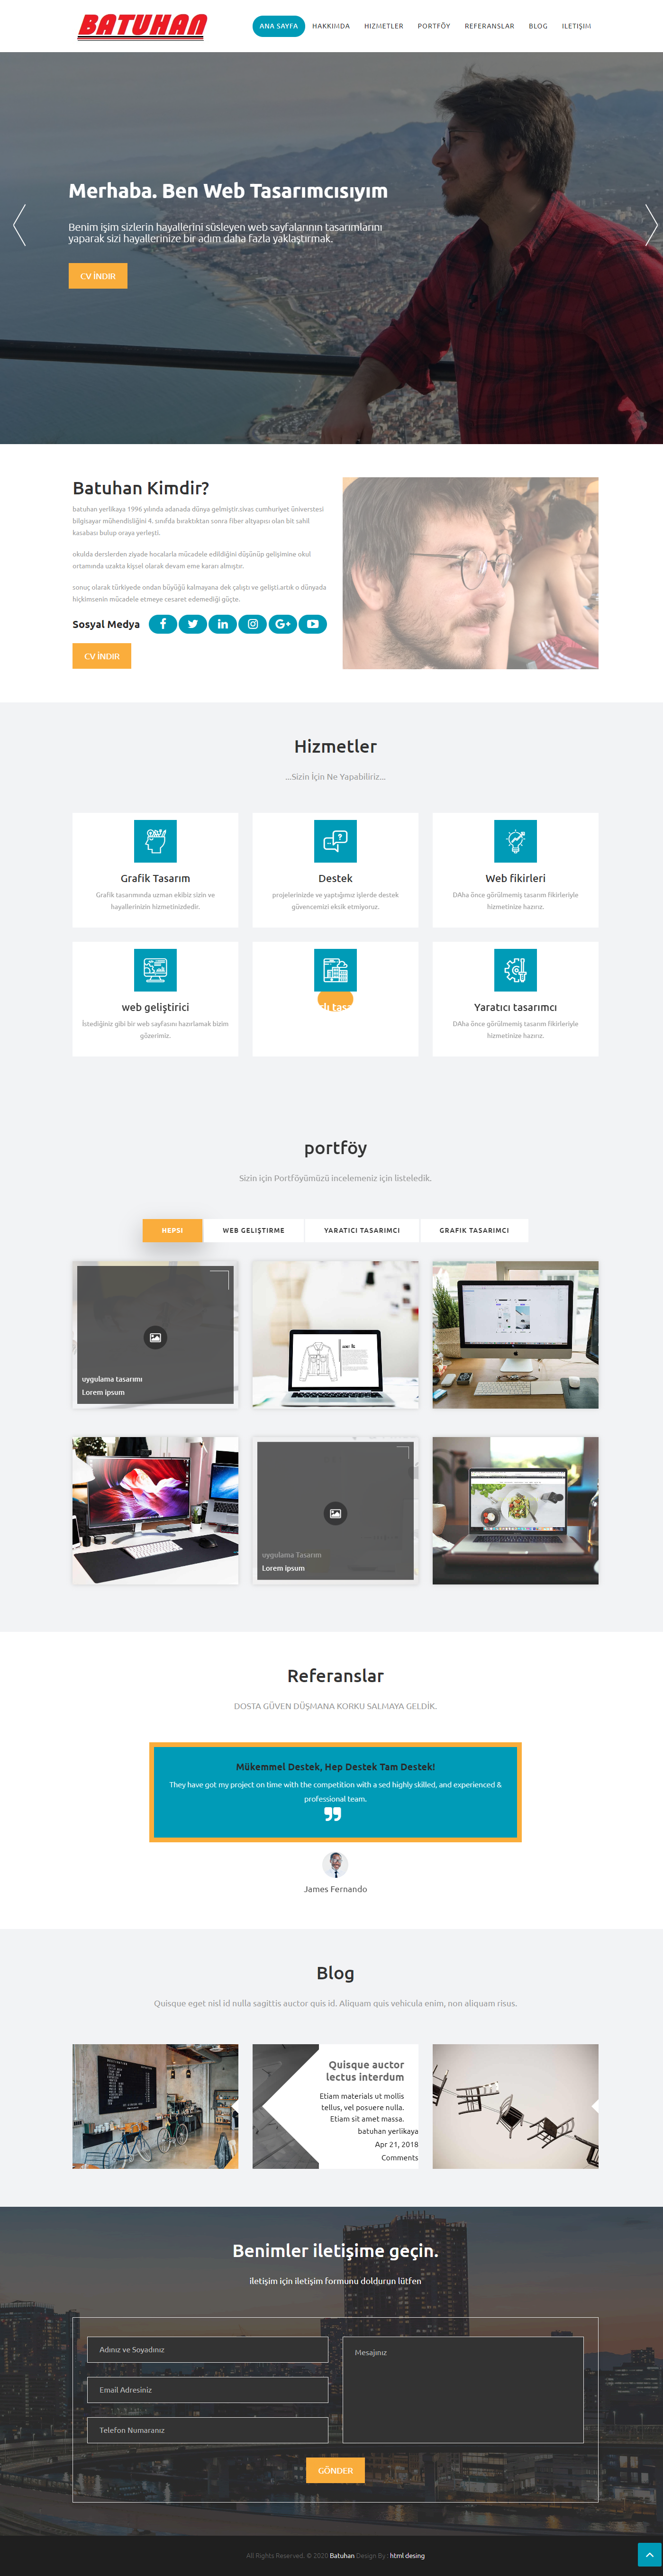 BATUHAN
ANA SAYFA
HAKKIMDA
HIZMETLER
PORTFÖY
REFERANSLAR
BLOG
ILETIŞIM
Merhaba. Ben Web Tasarımcısıyım
Benim işim sizlerin hayallerini süsleyen web sayfalarının tasarımlarını
yaparak sizi hayallerinize bir adım daha fazla yaklaştırmak.
CV İNDIR
Batuhan Kimdir?
batuhan yerlikaya 1996 yılında adanada dünya gelmiştir.sivas cumhuriyet üniverstesi
bilgisayar mühendisliğini 4. sınıfda bıraktıktan sonra fiber altyapısı olan bit sahil
kasabası bulup oraya yerleşti.
okulda derslerden ziyade hocalarla mücadele edildiğini düşünüp gelişimine okul
ortamında uzakta kişsel olarak devam eme kararı almıştır.
sonuç olarak türkiyede ondan büyüğü kalmayana dek çalıştı ve gelişti.artık o dünyada
hiçkimsenin mücadele etmeye cesaret edemediği güçte.
Sosyal Medya
CV İNDIR
Hizmetler
...Sizin İçin Ne Yapabiliriz...
Grafik Tasarım
Grafik tasarımında uzman ekibiz sizin ve
hayallerinizin hizmetinizdedir.
Destek
projelerinizde ve yaptığımız işlerde destek
güvencemizi eksik etmiyoruz.
Web fikirleri
DAha önce görülmemiş tasarım fikirleriyle
hizmetinize hazırız.
web geliştirici
İstediğiniz gibi bir web sayfasını hazırlamak bizim
gözerimiz.
Yaratıcı tasarımcı
DAha önce görülmemiş tasarım fikirleriyle
hizmetinize hazırız.
portföy
Sizin için Portföyümüzü incelemeniz için listeledik.
HEPSI
WEB GELIŞTIRME
YARATICI TASARIMCI
GRAFIK TASARIMCI
uygulama tasarımı
Lorem ipsum
uygulama Tasarım
Lorem ipsum
Referanslar
DOSTA GÜVEN DÜŞMANA KORKU SALMAYA GELDİK.
Mükemmel Destek, Hep Destek Tam Destek!
They have got my project on time with the competition with a sed highly skilled, and experienced &
professional team.
James Fernando
Blog
Quisque eget nisl id nulla sagittis auctor quis id. Aliquam quis vehicula enim, non aliquam risus.
Quisque auctor
lectus interdum
Etiam materials ut mollis
tellus, vel posuere nulla.
Etiam sit amet massa.
batuhan yerlikaya
Apr 21, 2018
Comments
Benimler iletişime geçin.
iletişim için iletişim formunu doldurun lütfen
Adınız ve Soyadınız
Email Adresiniz
Telefon Numaranız
Mesajınız
GÖNDER
All Rights Reserved. © 2020 Batuhan Design By : html desing